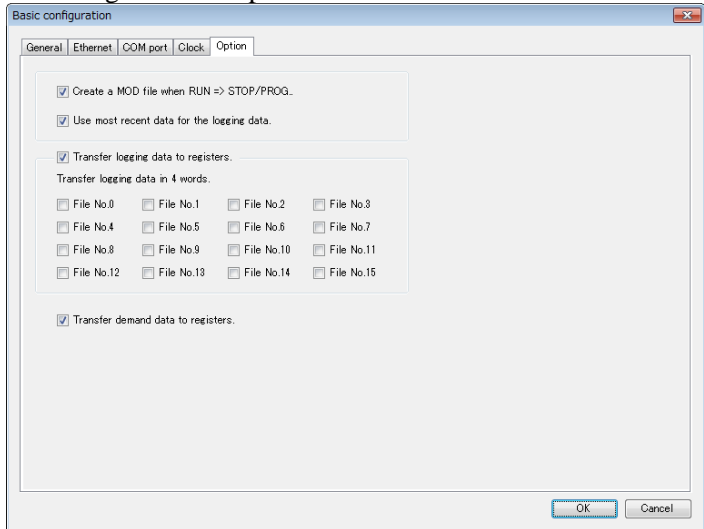 Basic configuration
General Ethernet COM port Clock Option
Create a MOD file when RUN => STOP/PROG.
Use most recent data for the logging data.
Transfer logging data to registers.
Transfer logging data in 4 words.
File No.0 File No.1 File No.2 File No.3
File No.4 File No.5 File No.6 File No.7
File No.8 File No.9 File No.10 File No.11
File No.12 File No.13 File No.14 File No.15
Transfer demand data to registers.
OK Cancel